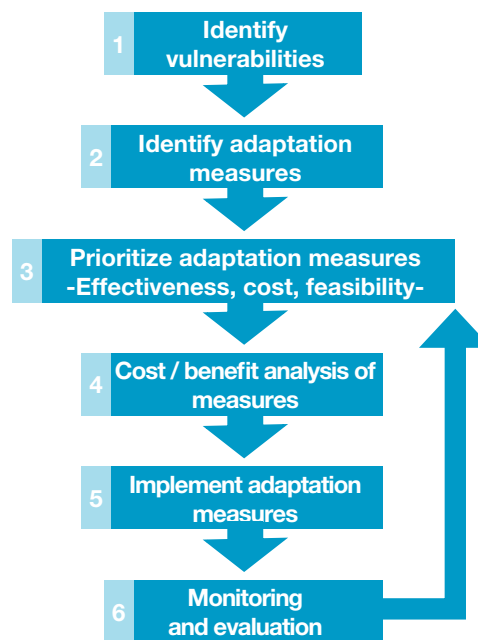 1
Identify
vulnerabilities
2
Identify adaptation
measures
3
Prioritize adaptation measures
-Effectiveness, cost, feasibility-
4
Cost / benefit analysis of
measures
5
Implement adaptation
measures
6
Monitoring
and evaluation